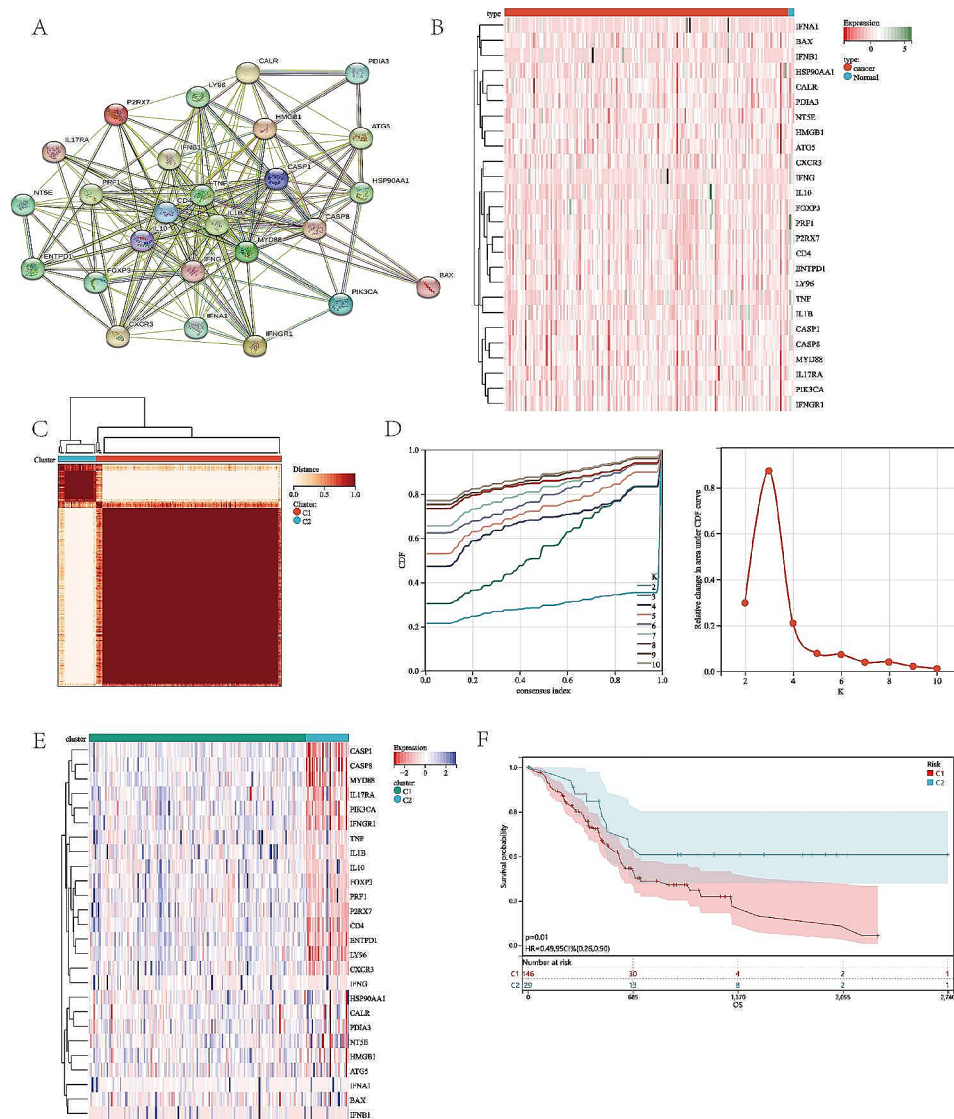 A
CALR
PDIA3
LY96
P2RX7
HMGB1
ATG5
IL17RA
IFNB1
CASP1
NT5E
PRF1
TNF
HSP90AA1
CD4
IL1B
CASP8
IL10
MYD88
ENTPD1
FOXP3
IFNG
BAX
PIK3CA
CXCR3
IFNA1
IFNGR1
B
type
IFNA1
BAX
IFNB1
HSP90AA1
CALR
PDIA3
NT5E
HMGB1
ATG5
CXCR3
IFNG
IL10
FOXP3
PRF1
P2RX7
CD4
ENTPD1
LY96
TNF
IL1B
CASP1
CASP8
MYD88
IL17RA
PIK3CA
IFNGR1
Expression
0 5
type:
cancer
Normal
C
Cluster
Distance
0.0 0.5 1.0
Cluster:
C1
C2
D
CDF
1.0
0.8
0.6
0.4
0.2
0.0
0.0 0.2 0.4 0.6 0.8 1.0
consensus index
K
2
3
4
5
6
7
8
9
10
Relative change in area under CDF curve
0.8
0.6
0.4
0.2
0.0
2 4 6 8 10
K
E
cluster
CASP1
CASP8
MYD88
IL17RA
PIK3CA
IFNGR1
TNF
IL1B
IL10
FOXP3
PRF1
P2RX7
CD4
ENTPD1
LY96
CXCR3
IFNG
HSP90AA1
CALR
PDIA3
NT5E
HMGB1
ATG5
IFNA1
BAX
IFNB1
Expression
−2 0 2
cluster:
C1
C2
F
Risk
C1
C2
Survival probability
1.0
0.8
0.5
0.3
0.0
p=0.01
HR=0.49,95CI%(0.26,0.90)
Number at risk
C1 146 30 4 2 1
C2 29 13 8 2 1
0 685 1,370 2,055 2,740
OS